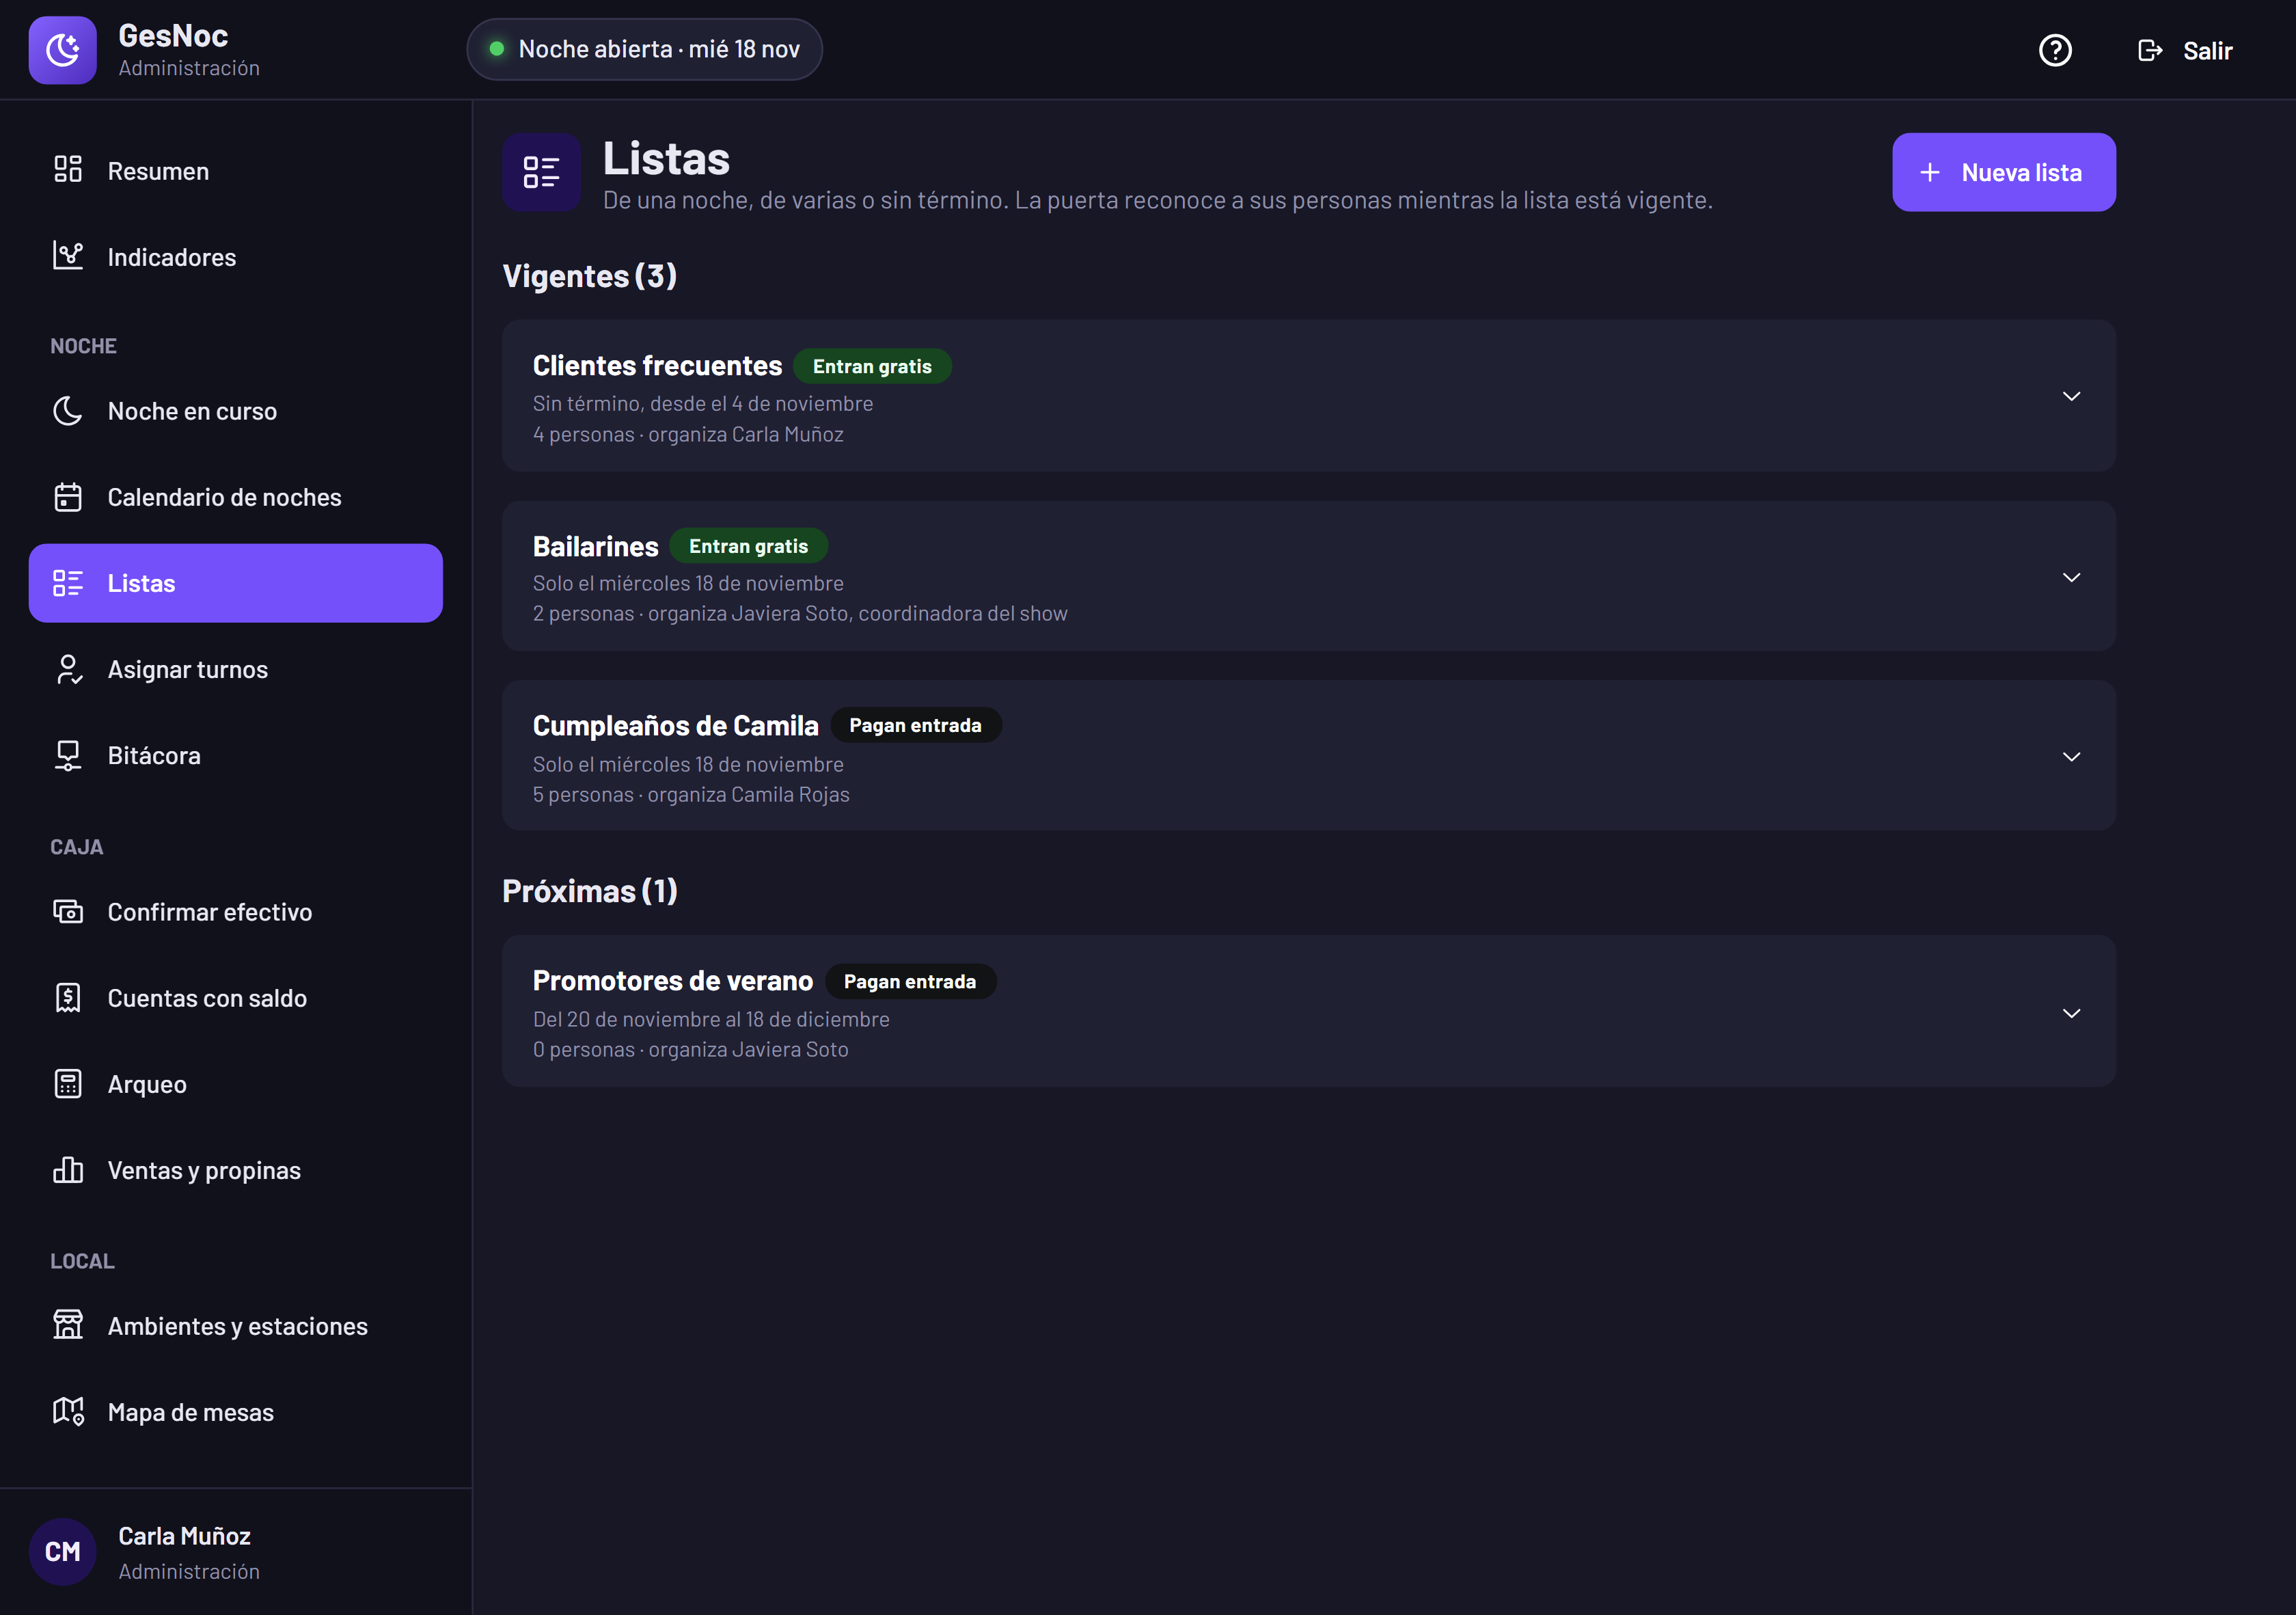 GesNoc
Administración
Noche abierta · mié 18 nov
Salir
Resumen
Indicadores
NOCHE
Noche en curso
Calendario de noches
Listas
Asignar turnos
Bitácora
CAJA
Confirmar efectivo
Cuentas con saldo
Arqueo
Ventas y propinas
LOCAL
Ambientes y estaciones
Mapa de mesas
CM
Carla Muñoz
Administración
Listas
De una noche, de varias o sin término. La puerta reconoce a sus personas mientras la lista está vigente.
+ Nueva lista
Vigentes (3)
Clientes frecuentes Entran gratis
Sin término, desde el 4 de noviembre
4 personas · organiza Carla Muñoz
Bailarines Entran gratis
Solo el miércoles 18 de noviembre
2 personas · organiza Javiera Soto, coordinadora del show
Cumpleaños de Camila Pagan entrada
Solo el miércoles 18 de noviembre
5 personas · organiza Camila Rojas
Próximas (1)
Promotores de verano Pagan entrada
Del 20 de noviembre al 18 de diciembre
0 personas · organiza Javiera Soto